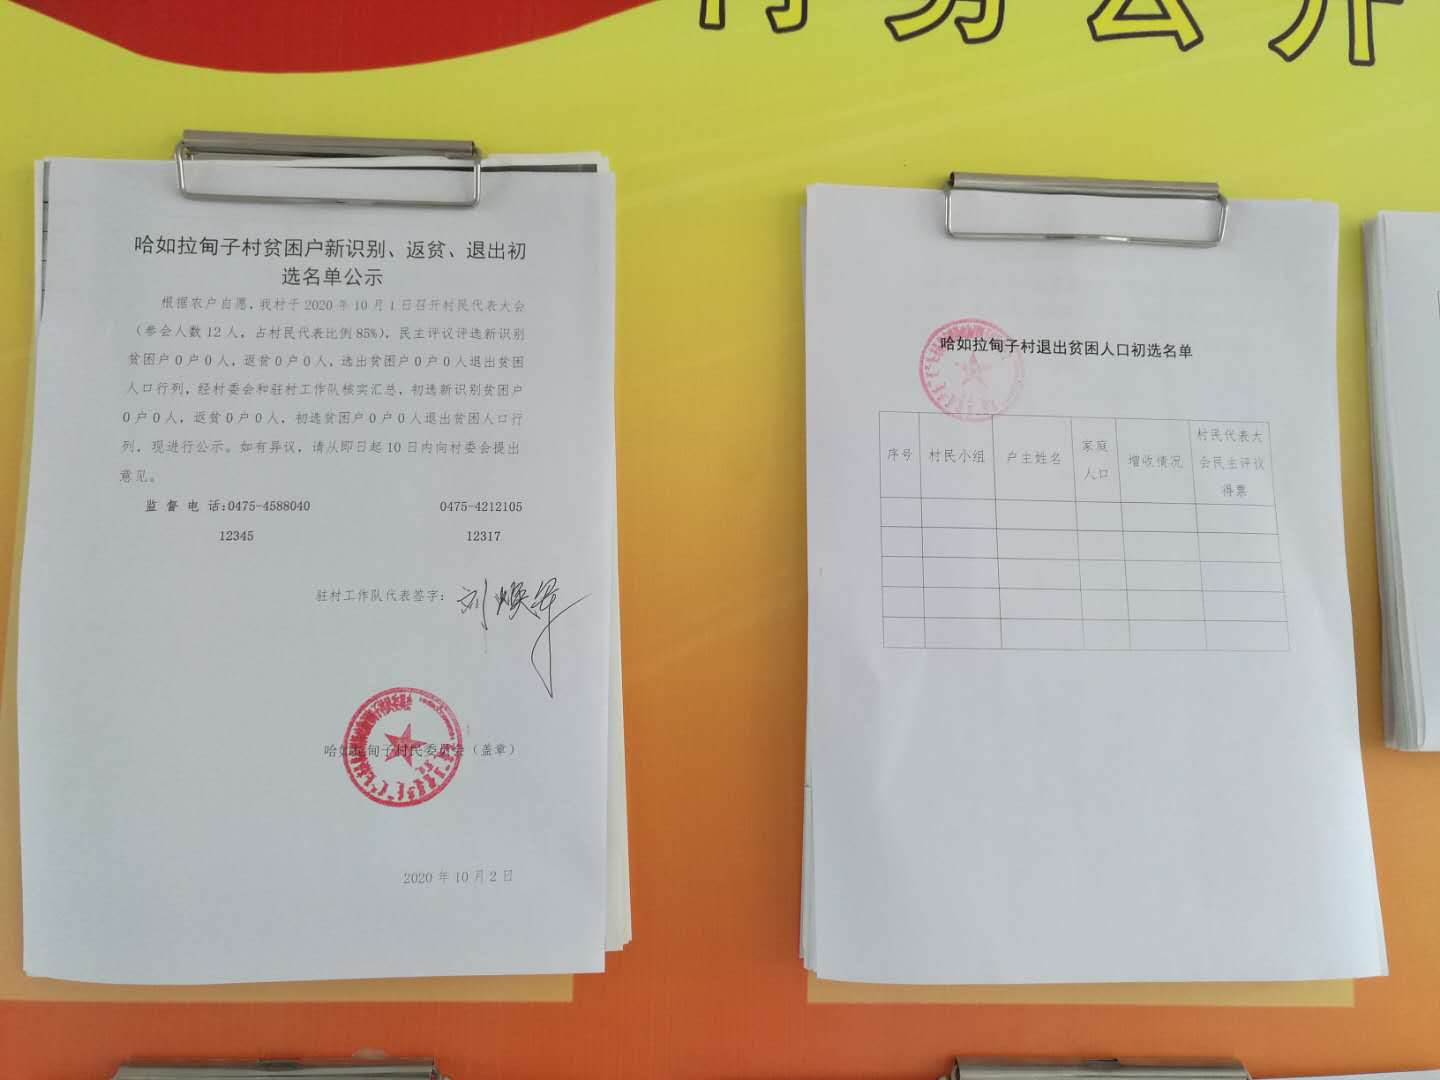 务公开
哈如拉甸子村贫困户新识别、返贫、退出初
选名单公示
根据农户自愿，我村于2020年10月1日召开村民代表大会
（参会人数12人，占村民代表比例85%），民主评议评选新识别
贫困户0户0人，返贫0户0人，选出贫困户0户0人退出贫困
人口行列，经村委会和驻村工作队核实汇总，初选新识别贫困户
0户0人，返贫0户0人，初选贫困户0户0人退出贫困人口行
列，现进行公示。如有异议，请从即日起10日内向村委会提出
意见。
监 督 电 话:0475-4588040 0475-4212105
12345 12317
驻村工作队代表签字：刘焕军
哈如拉甸子村民委员会（盖章）
2020年10月2日
哈如拉甸子村退出贫困人口初选名单
序号 村民小组 户主姓名 家庭人口 增收情况 村民代表大会民主评议得票